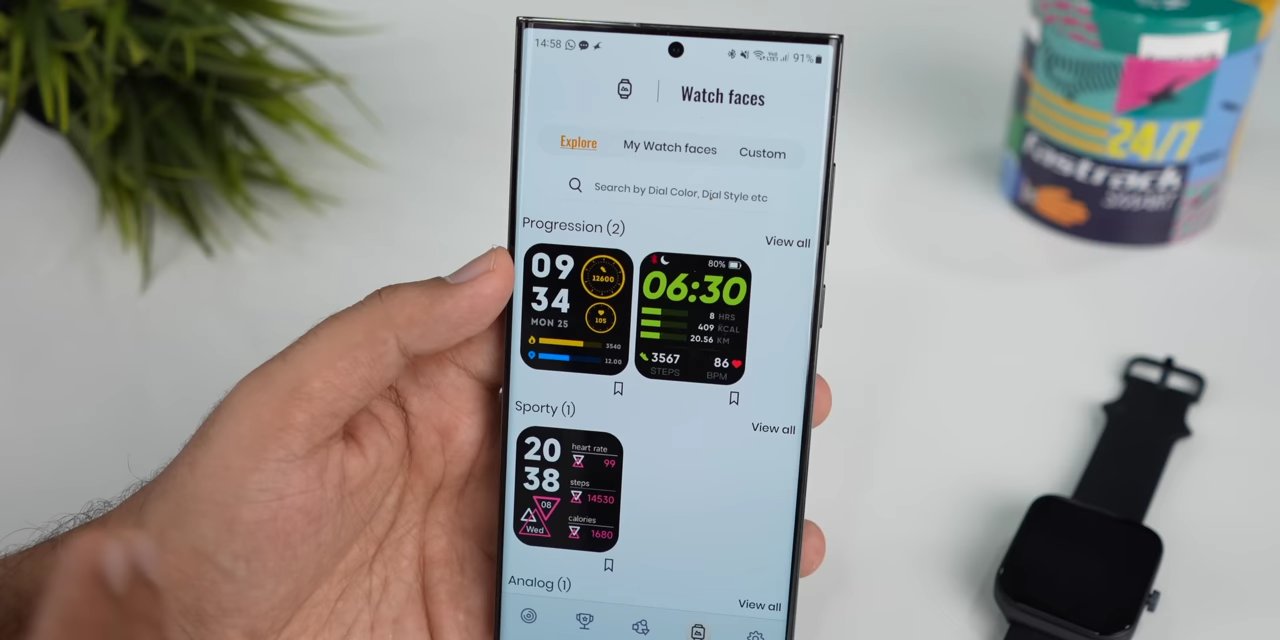 14:58
91%
Watch faces
Explore
My Watch faces
Custom
Search by Dial Color, Dial Style etc
Progression (2)
View all
09
34
MON 25
12600
105
3540
12.00
80%
06:30
8 HRS
409 KCAL
20.56 KM
3567
STEPS
86
BPM
Sporty (1)
View all
20
38
08
Wed
heart rate
99
steps
14530
calories
1680
Analog (1)
View all
24/7
fastrack
SMART